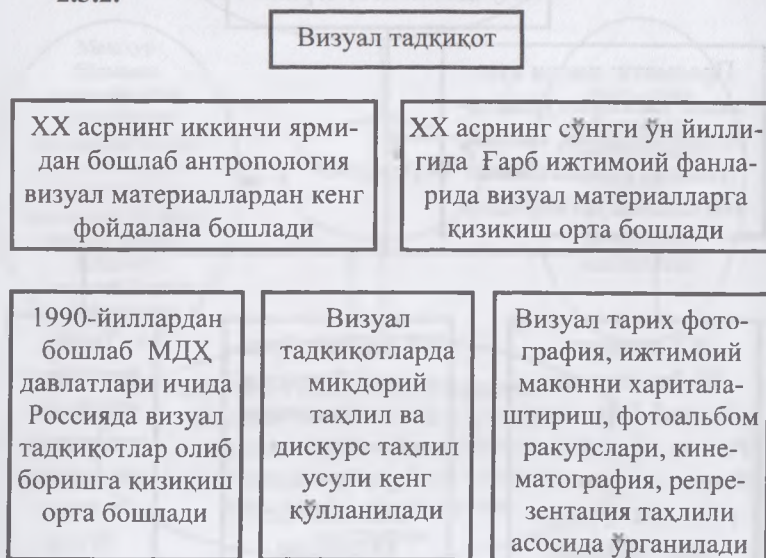 Визуал тадқиқот
ХХ асрнинг иккинчи ярми-
дан бошлаб антропология
визуал материаллардан кенг
фойдалана бошлади
ХХ асрнинг сўнгги ўн йилли-
гида Ғарб ижтимоий фанла-
рида визуал материалларга
қизиқиш орта бошлади
1990-йиллардан
бошлаб МДҲ
давлатлари ичида
Россияда визуал
тадқиқотлар олиб
боришга қизиқиш
орта бошлади
Визуал
тадқиқотларда
миқдорий
таҳлил ва
дискурс таҳлил
усули кенг
қўлланилади
Визуал тарих фото-
графия, ижтимоий
маконни харитала-
штириш, фотоальбом
ракурслари, кине-
матография, репре-
зентация таҳлили
асосида ўрганилади